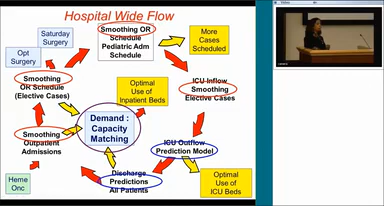 Hospital Wide Flow
Saturday
Surgery
Opt
Surgery
Smoothing OR
Schedule
Pediatric Adm
Schedule
More
Cases
Scheduled
Smoothing
OR Schedule
(Elective Cases)
Optimal
Use of
Inpatient Beds
ICU Inflow
Smoothing
Elective Cases
Demand :
Capacity
Matching
Smoothing
Outpatient
Admissions
ICU Outflow
Prediction Model
Heme
Onc
Discharge
Predictions
All Patients
Optimal
Use of
ICU Beds